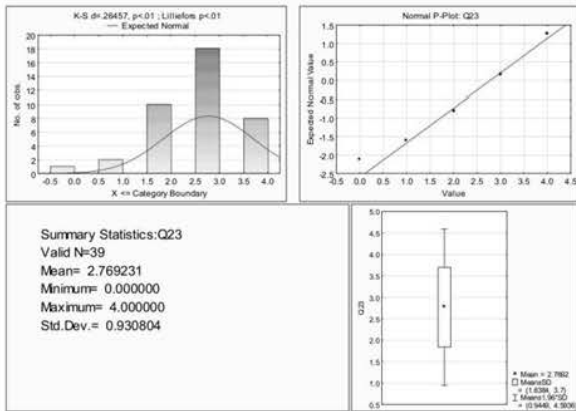 K-S d=.26457, p<.01 ; Lilliefors p<.01
Expected Normal
No. of obs.
20
18
16
14
12
10
8
6
4
2
0
-0.5 0.0 0.5 1.0 1.5 2.0 2.5 3.0 3.5 4.0
X <= Category Boundary
Normal P-Plot: Q23
Expected Normal Value
1.5
1.0
0.5
0.0
-0.5
-1.0
-1.5
-2.0
-2.5
-0.5 0.0 0.5 1.0 1.5 2.0 2.5 3.0 3.5 4.0 4.5
Value
Summary Statistics:Q23
Valid N=39
Mean= 2.769231
Minimum= 0.000000
Maximum= 4.000000
Std.Dev.= 0.930804
Q23
5.0
4.5
4.0
3.5
3.0
2.5
2.0
1.5
1.0
0.5
Mean = 2.7692
Mean±SD
= (1.8384, 3.7)
Mean±1.96*SD
= (0.9449, 4.5936)